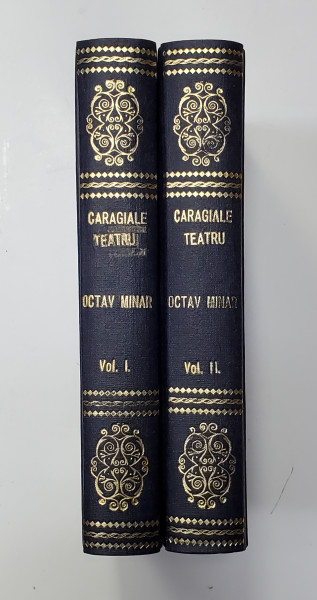 CARAGIALE
TEATRU
OCTAV MINAR
Vol. I.
CARAGIALE
TEATRU
OCTAV MINAR
Vol. II.